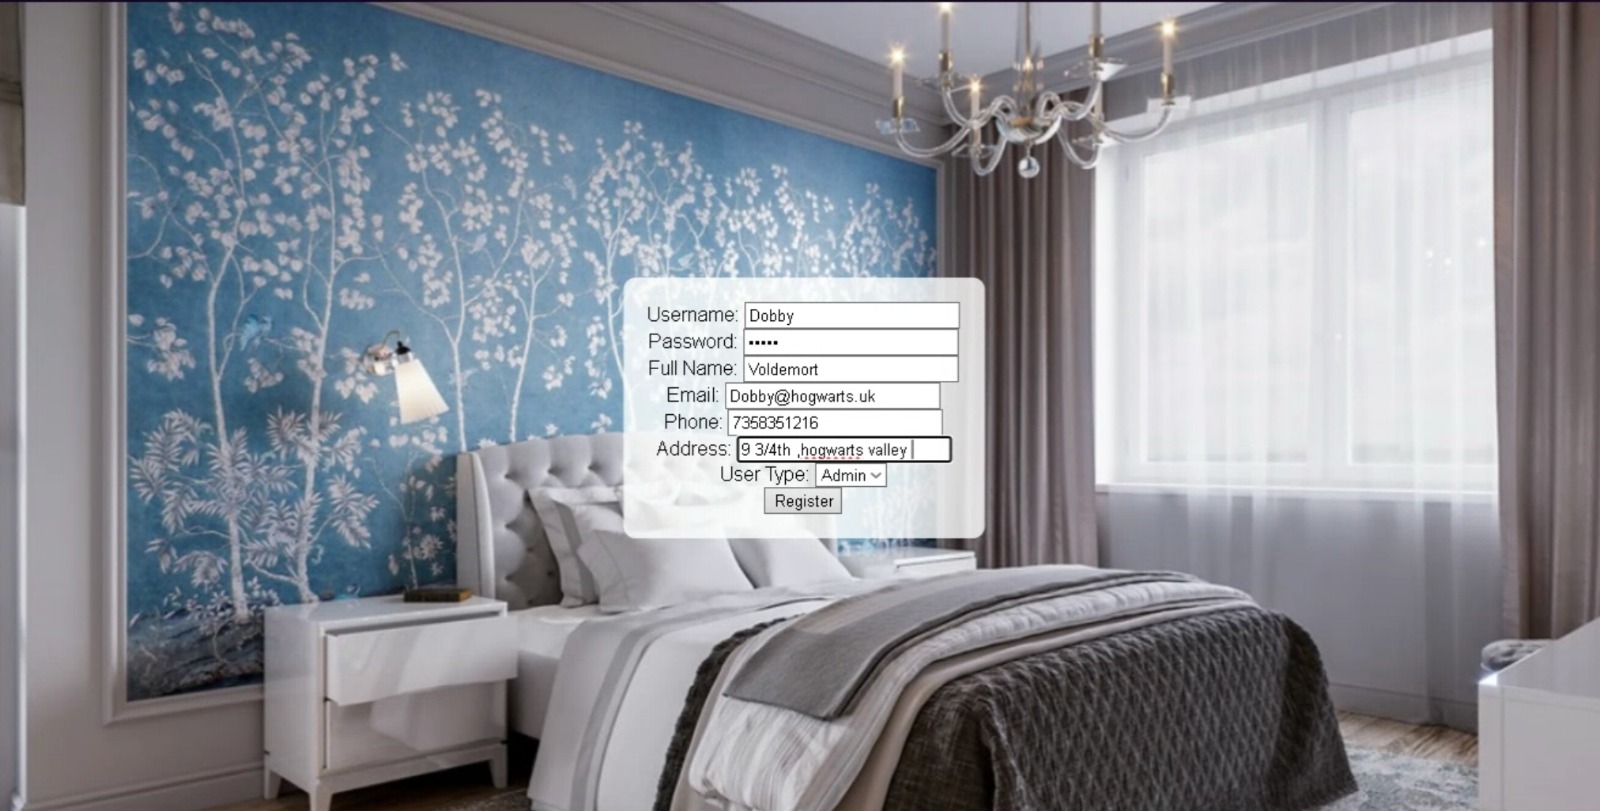 Username: Dobby
Password: •••••
Full Name: Voldemort
Email: Dobby@hogwarts.uk
Phone: 7358351216
Address: 9 3/4th ,hogwarts valley
User Type: Admin
Register